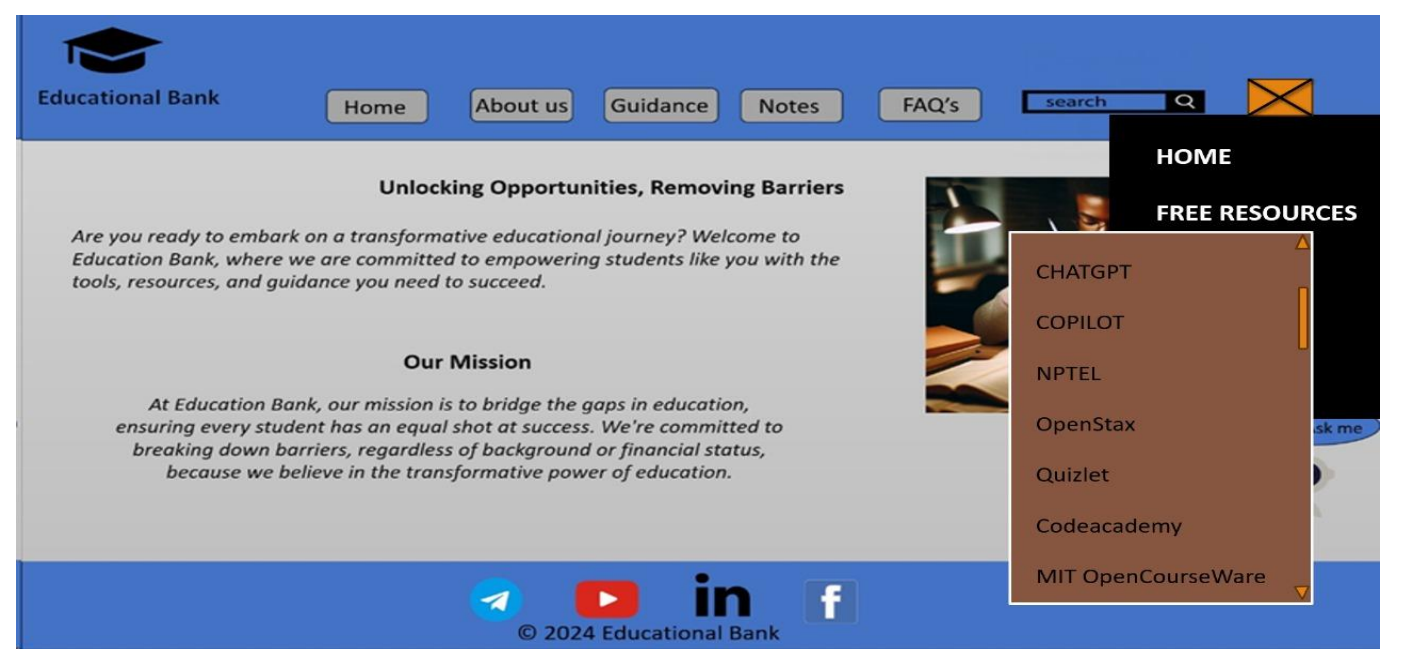 Educational Bank
Home
About us
Guidance
Notes
FAQ's
search
HOME
FREE RESOURCES
Unlocking Opportunities, Removing Barriers
Are you ready to embark on a transformative educational journey? Welcome to
Education Bank, where we are committed to empowering students like you with the
tools, resources, and guidance you need to succeed.
Our Mission
At Education Bank, our mission is to bridge the gaps in education,
ensuring every student has an equal shot at success. We're committed to
breaking down barriers, regardless of background or financial status,
because we believe in the transformative power of education.
CHATGPT
COPILOT
NPTEL
OpenStax
Quizlet
Codeacademy
MIT OpenCourseWare
me
in
f
© 2024 Educational Bank